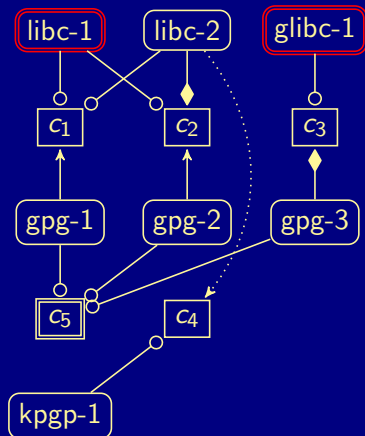 libc-1 libc-2 glibc-1
c₁ c₂ c₃
gpg-1 gpg-2 gpg-3
c₅ c₄
kpgp-1